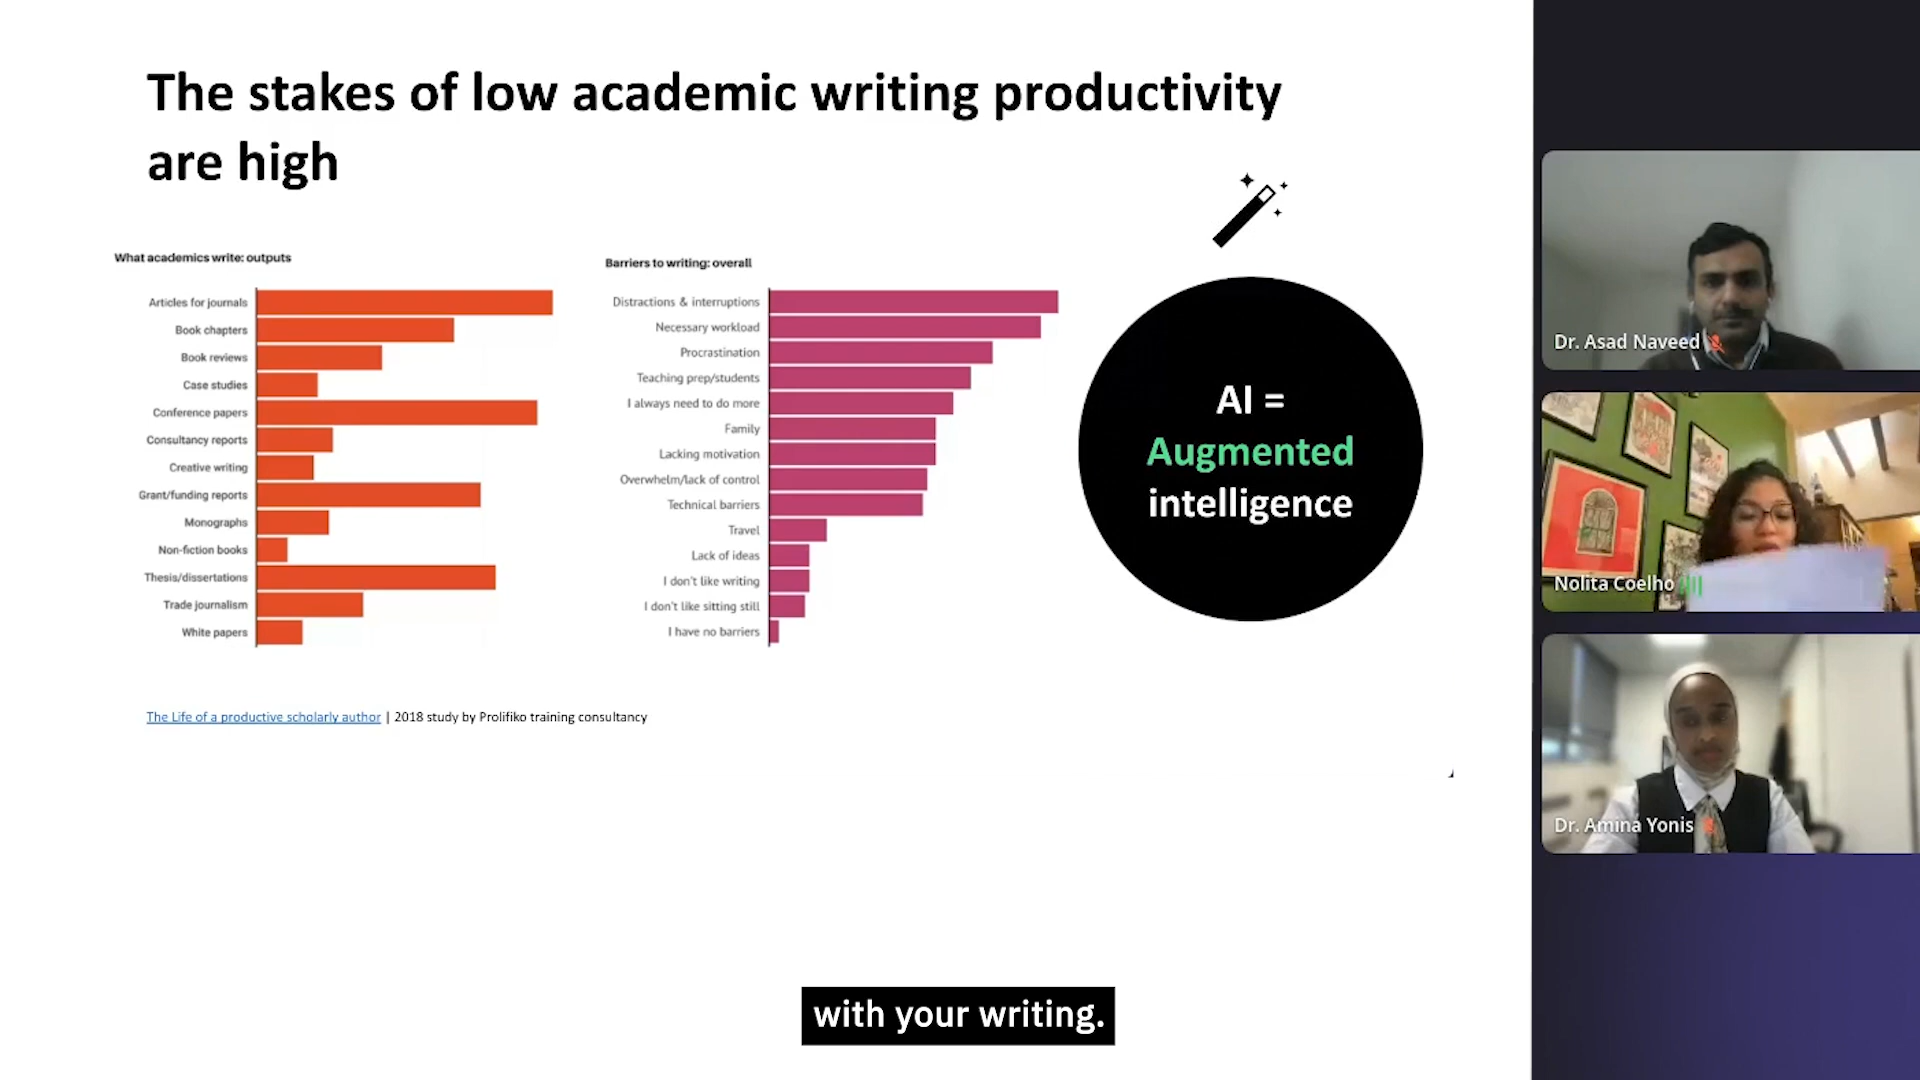 The stakes of low academic writing productivity
are high
What academics write: outputs
Articles for journals
Book chapters
Book reviews
Case studies
Conference papers
Consultancy reports
Creative writing
Grant/funding reports
Monographs
Non-fiction books
Thesis/dissertations
Trade journalism
White papers
Barriers to writing: overall
Distractions & interruptions
Necessary workload
Procrastination
Teaching prep/students
I always need to do more
Family
Lacking motivation
Overwhelm/lack of control
Technical barriers
Travel
Lack of ideas
I don't like writing
I don't like sitting still
I have no barriers
AI =
Augmented
intelligence
The Life of a productive scholarly author | 2018 study by Prolifiko training consultancy
Dr. Asad Naveed
Nolita Coelho
Dr. Amina Yonis
with your writing.